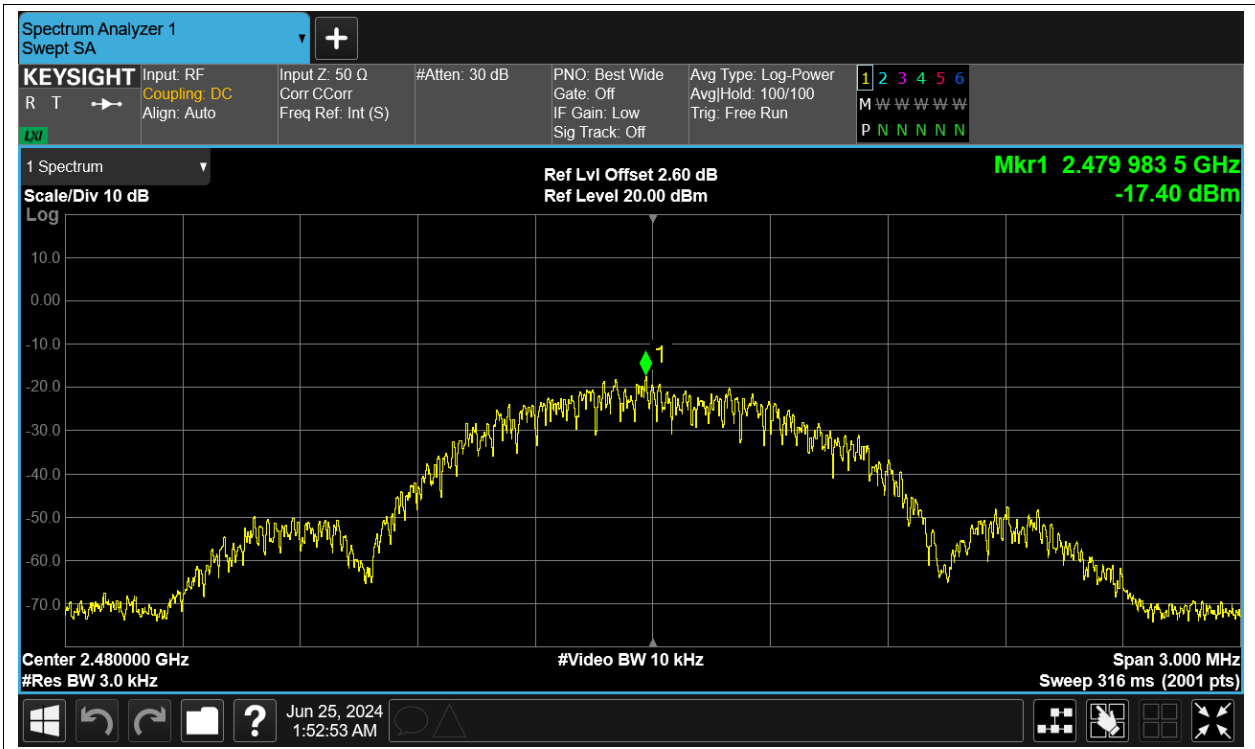 Spectrum Analyzer 1
Swept SA
KEYSIGHT
R T
LXI
Input: RF
Coupling: DC
Align: Auto
Input Z: 50 Ω
Corr CCorr
Freq Ref: Int (S)
#Atten: 30 dB
PNO: Best Wide
Gate: Off
IF Gain: Low
Sig Track: Off
Avg Type: Log-Power
Avg|Hold: 100/100
Trig: Free Run
1 2 3 4 5 6
M W W W W W W
P N N N N N N
1 Spectrum
Scale/Div 10 dB
Ref Lvl Offset 2.60 dB
Ref Level 20.00 dBm
Mkr1 2.479 983 5 GHz
-17.40 dBm
Log
10.0
0.00
-10.0
1
-20.0
-30.0
-40.0
-50.0
-60.0
-70.0
Center 2.480000 GHz
#Res BW 3.0 kHz
#Video BW 10 kHz
Span 3.000 MHz
Sweep 316 ms (2001 pts)
?
Jun 25, 2024
1:52:53 AM